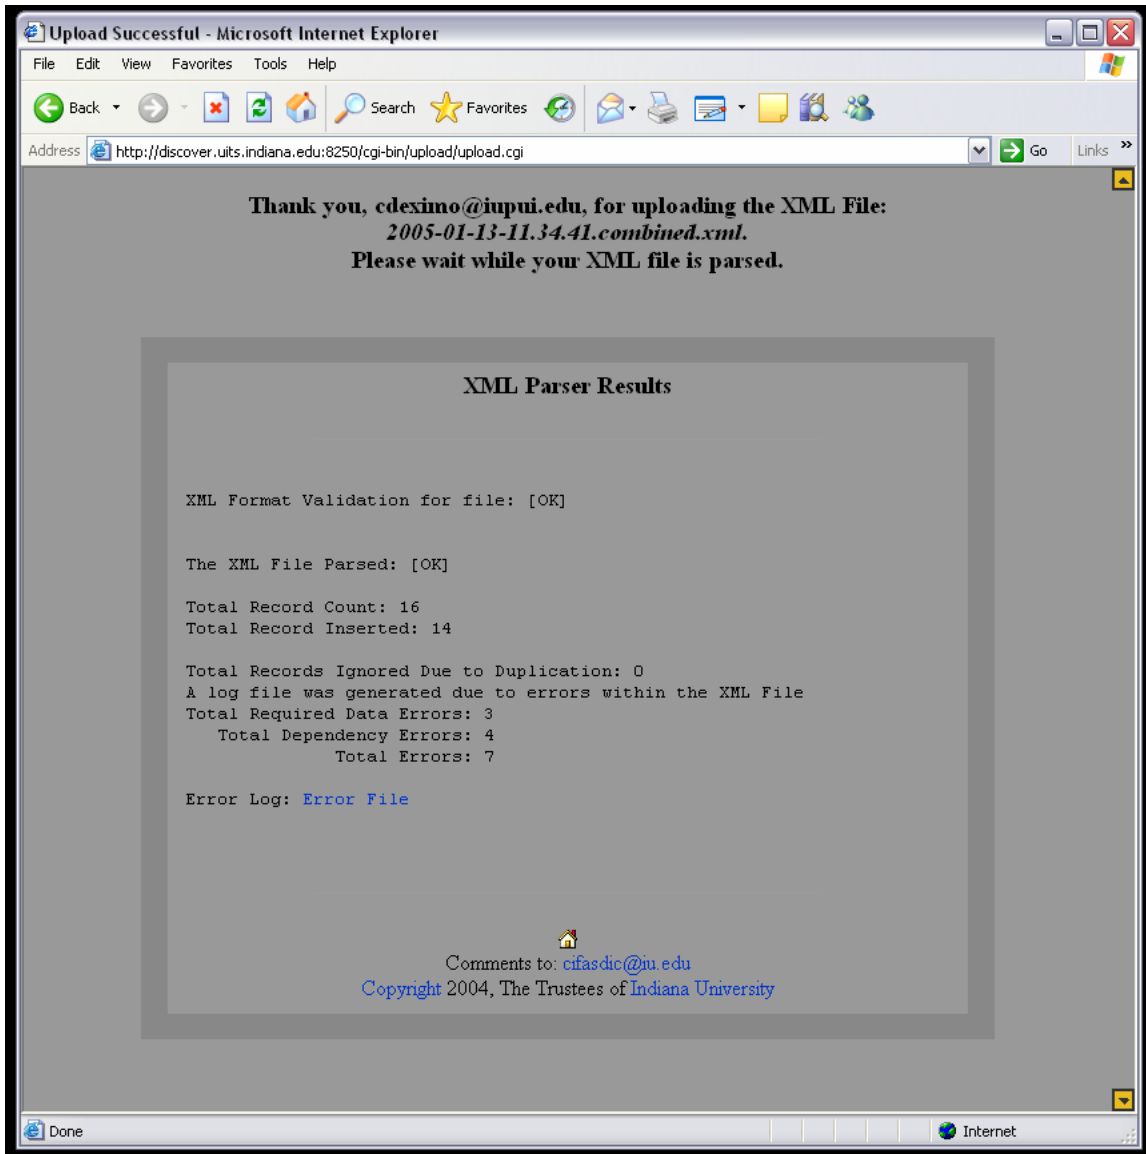 Upload Successful - Microsoft Internet Explorer
File Edit View Favorites Tools Help
Back Search Favorites
Address http://discover.uits.indiana.edu:8250/cgi-bin/upload/upload.cgi Go Links »
Thank you, cdeximo@iupui.edu, for uploading the XML File:
2005-01-13-11.34.41.combined.xml.
Please wait while your XML file is parsed.
XML Parser Results
XML Format Validation for file: [OK]
The XML File Parsed: [OK]
Total Record Count: 16
Total Record Inserted: 14
Total Records Ignored Due to Duplication: 0
A log file was generated due to errors within the XML File
Total Required Data Errors: 3
Total Dependency Errors: 4
Total Errors: 7
Error Log: Error File
Comments to: cifasdic@iu.edu
Copyright 2004, The Trustees of Indiana University
Done Internet